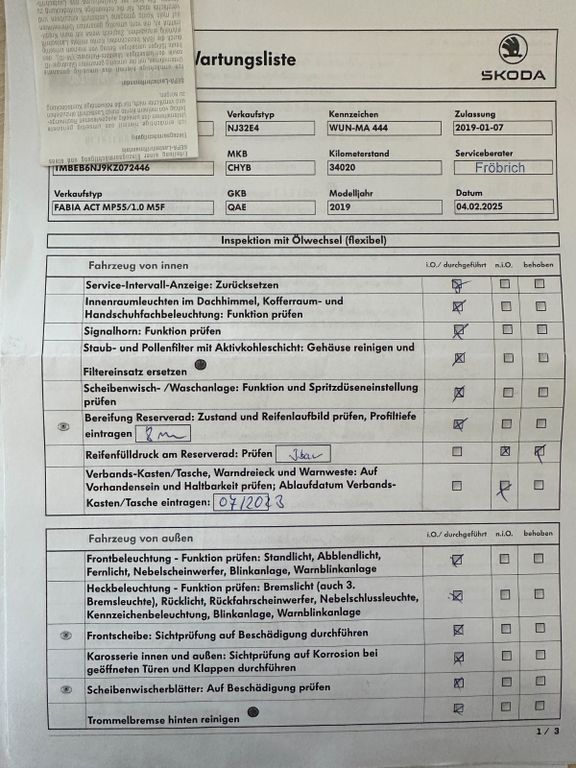 Wartungsliste
SKODA
Verkaufstyp Kennzeichen Zulassung
NJ32E4 WUN-MA 444 2019-01-07
MKB Kilometerstand Serviceberater
TMBEB6NJ9KZ072446 CHYB 34020 Fröbrich
Verkaufstyp GKB Modelljahr Datum
FABIA ACT MP55/1.0 M5F QAE 2019 04.02.2025
Inspektion mit Ölwechsel (flexibel)
Fahrzeug von innen i.O./ durchgeführt n.i.O. behoben
Service-Intervall-Anzeige: Zurücksetzen
Innenraumleuchten im Dachhimmel, Kofferraum- und
Handschuhfachbeleuchtung: Funktion prüfen
Signalhorn: Funktion prüfen
Staub- und Pollenfilter mit Aktivkohleschicht: Gehäuse reinigen und
Filtereinsatz ersetzen
Scheibenwisch- /Waschanlage: Funktion und Spritzdüseneinstellung
prüfen
Bereifung Reserverad: Zustand und Reifenlaufbild prüfen, Profiltiefe
eintragen 8 mm
Reifenfülldruck am Reserverad: Prüfen 3bar
Verbands-Kasten/Tasche, Warndreieck und Warnweste: Auf
Vorhandensein und Haltbarkeit prüfen; Ablaufdatum Verbands-
Kasten/Tasche eintragen: 07/2023
Fahrzeug von außen i.O./ durchgeführt n.i.O. behoben
Frontbeleuchtung - Funktion prüfen: Standlicht, Abblendlicht,
Fernlicht, Nebelscheinwerfer, Blinkanlage, Warnblinkanlage
Heckbeleuchtung - Funktion prüfen: Bremslicht (auch 3.
Bremsleuchte), Rücklicht, Rückfahrscheinwerfer, Nebelschlussleuchte,
Kennzeichenbeleuchtung, Blinkanlage, Warnblinkanlage
Frontscheibe: Sichtprüfung auf Beschädigung durchführen
Karosserie innen und außen: Sichtprüfung auf Korrosion bei
geöffneten Türen und Klappen durchführen
Scheibenwischerblätter: Auf Beschädigung prüfen
Trommelbremse hinten reinigen
1 / 3